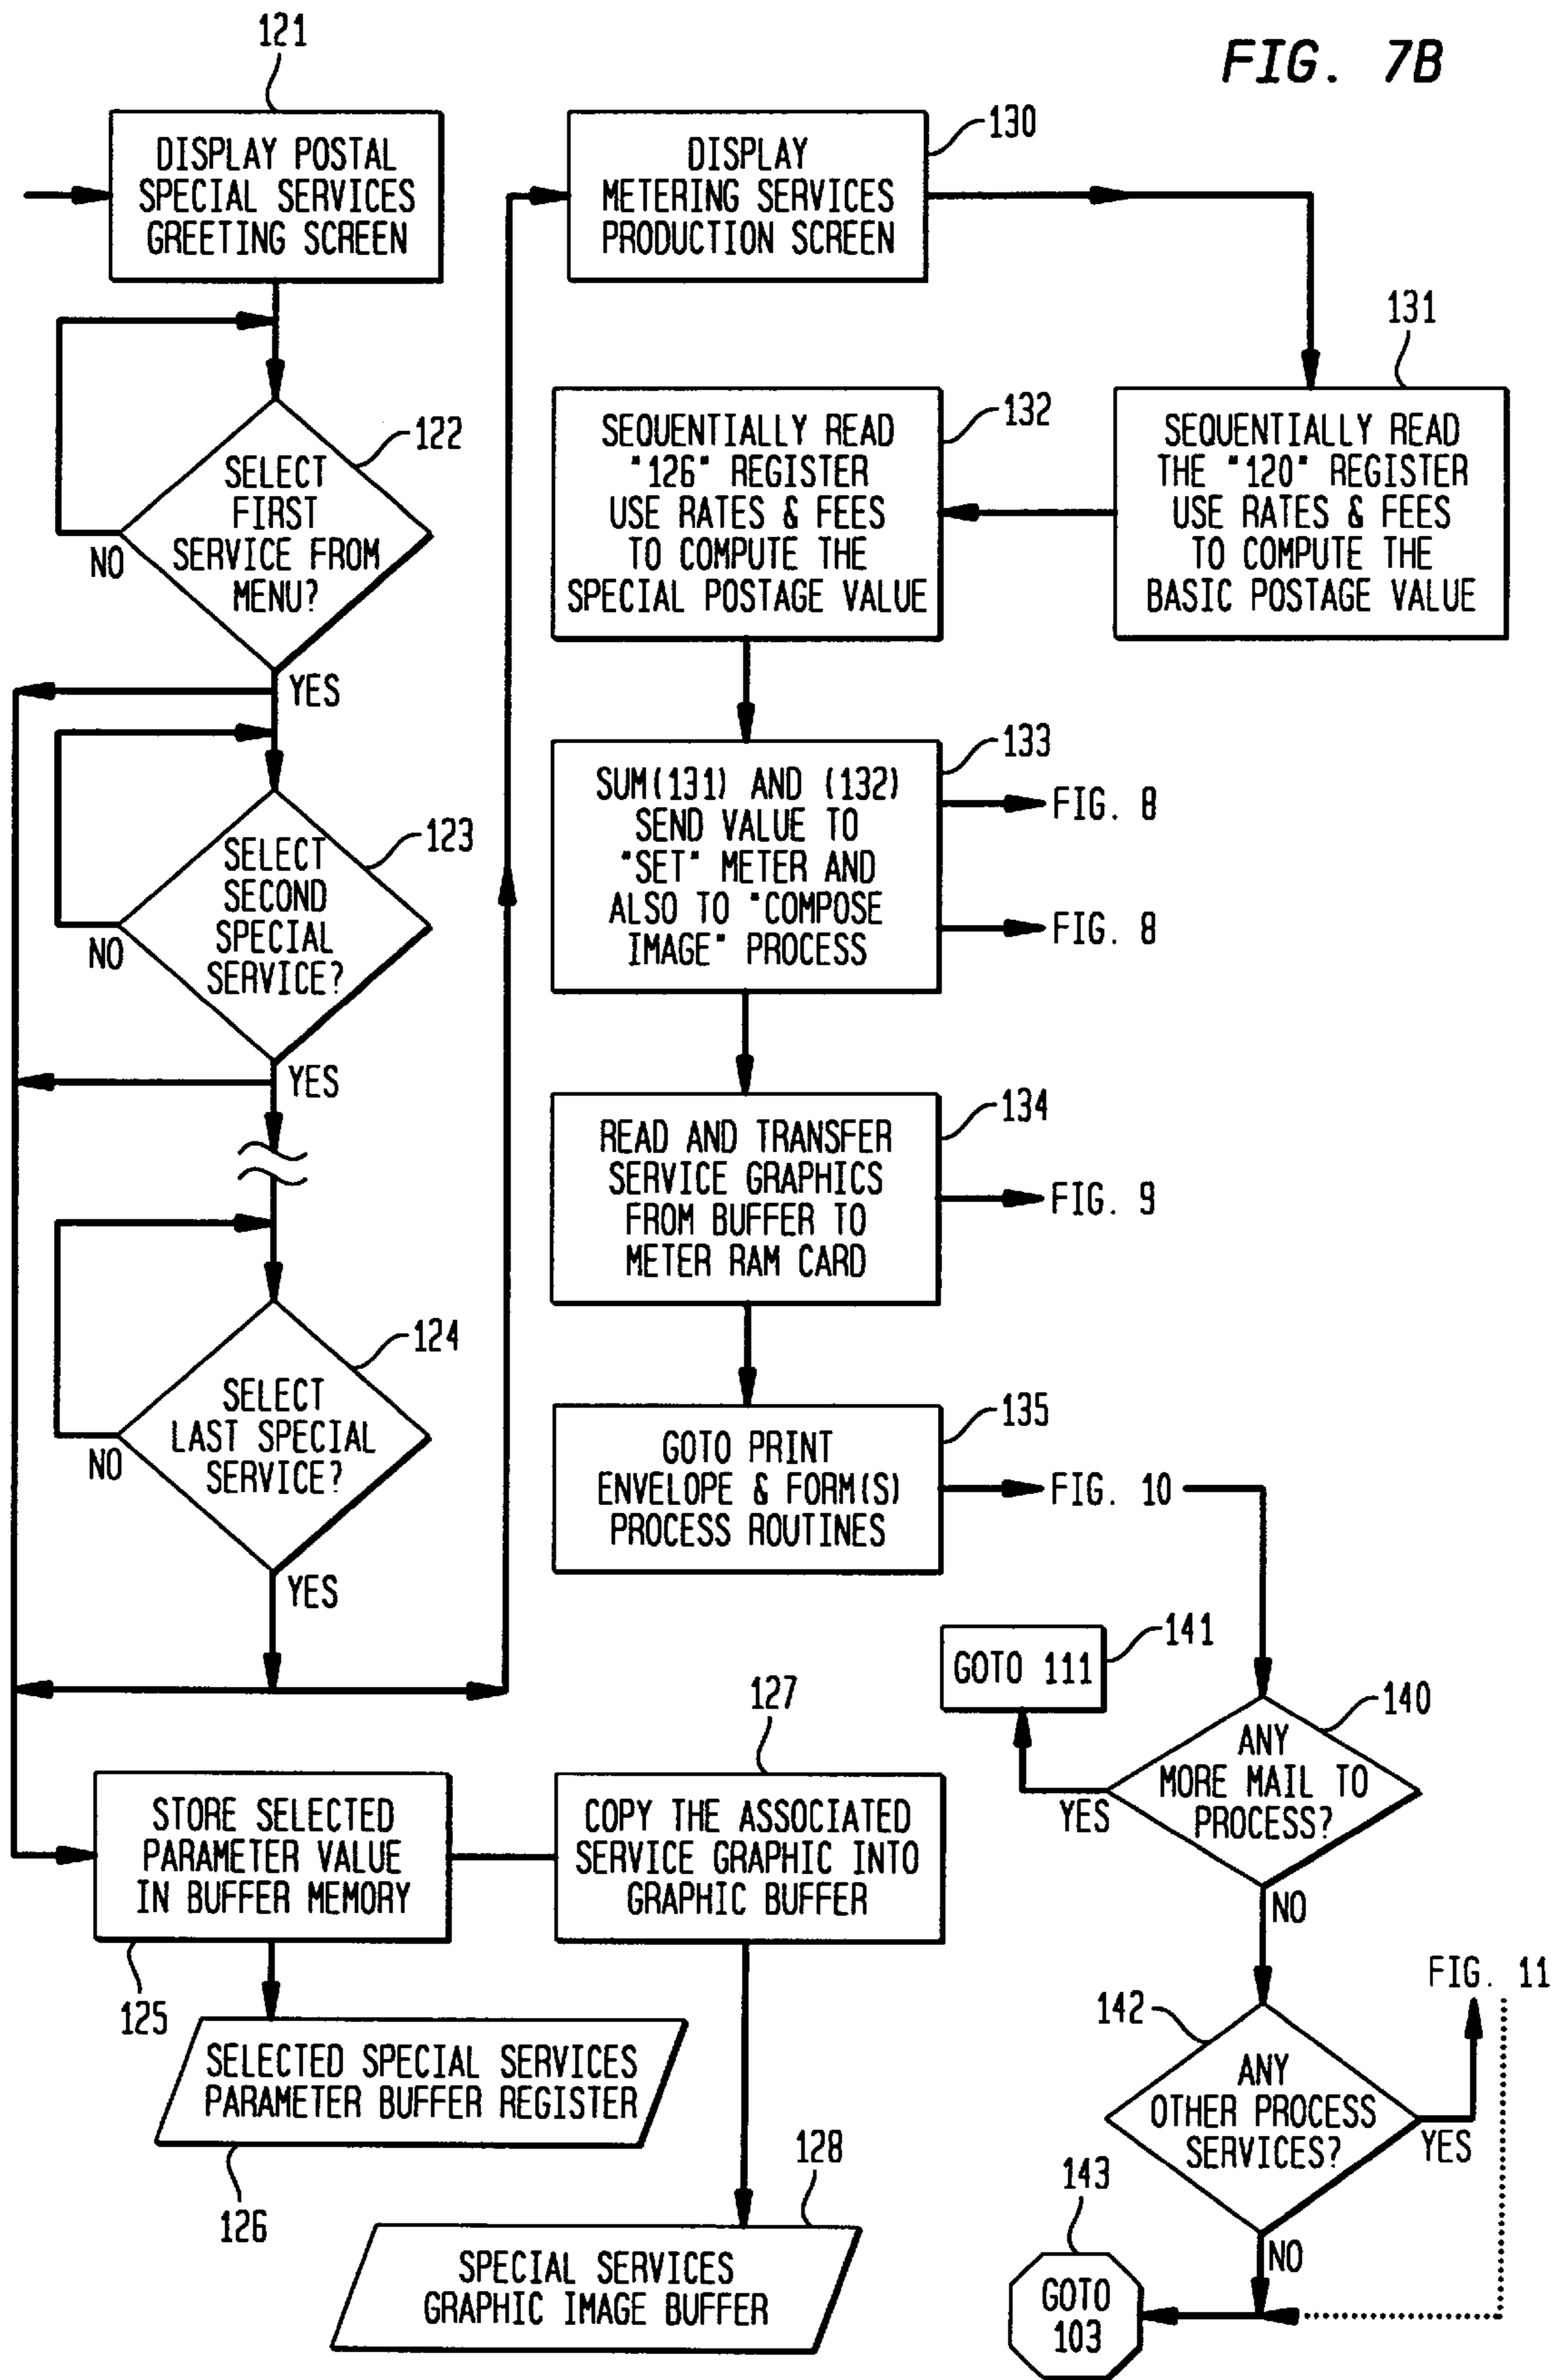 FIG. 7B
121
DISPLAY POSTAL
SPECIAL SERVICES
GREETING SCREEN
122
SELECT
FIRST
SERVICE FROM
MENU?
NO
YES
123
SELECT
SECOND
SPECIAL
SERVICE?
NO
YES
124
SELECT
LAST SPECIAL
SERVICE?
NO
YES
STORE SELECTED
PARAMETER VALUE
IN BUFFER MEMORY
125
SELECTED SPECIAL SERVICES
PARAMETER BUFFER REGISTER
126
127
COPY THE ASSOCIATED
SERVICE GRAPHIC INTO
GRAPHIC BUFFER
128
SPECIAL SERVICES
GRAPHIC IMAGE BUFFER
130
DISPLAY
METERING SERVICES
PRODUCTION SCREEN
131
SEQUENTIALLY READ
THE "120" REGISTER
USE RATES & FEES
TO COMPUTE THE
BASIC POSTAGE VALUE
132
SEQUENTIALLY READ
"126" REGISTER
USE RATES & FEES
TO COMPUTE THE
SPECIAL POSTAGE VALUE
133
SUM(131) AND (132)
SEND VALUE TO
"SET" METER AND
ALSO TO "COMPOSE
IMAGE" PROCESS
FIG. 8
FIG. 8
134
READ AND TRANSFER
SERVICE GRAPHICS
FROM BUFFER TO
METER RAM CARD
FIG. 9
135
GOTO PRINT
ENVELOPE & FORM(S)
PROCESS ROUTINES
FIG. 10
141
GOTO 111
140
ANY
MORE MAIL TO
PROCESS?
YES
NO
142
ANY
OTHER PROCESS
SERVICES?
YES
FIG. 11
NO
143
GOTO
103